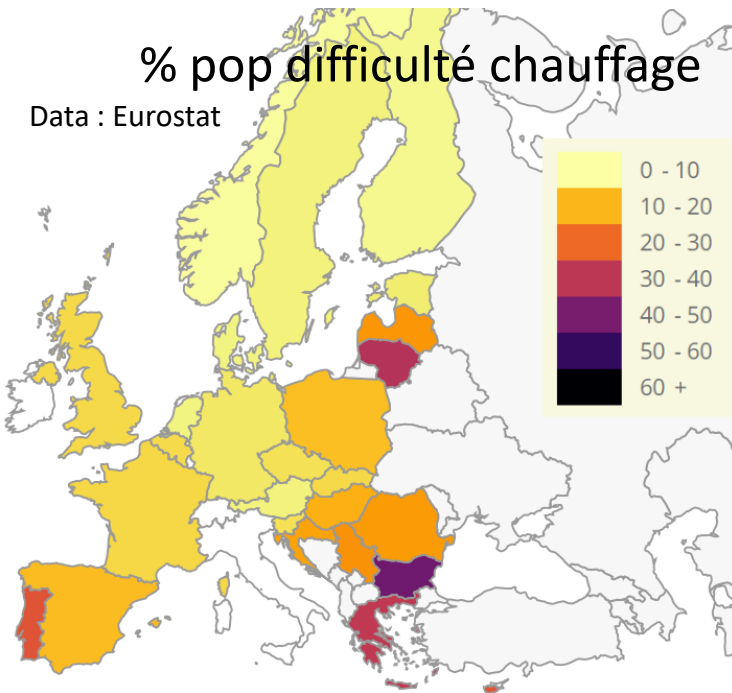 % pop difficulté chauffage
Data : Eurostat
0 - 10
10 - 20
20 - 30
30 - 40
40 - 50
50 - 60
60 +